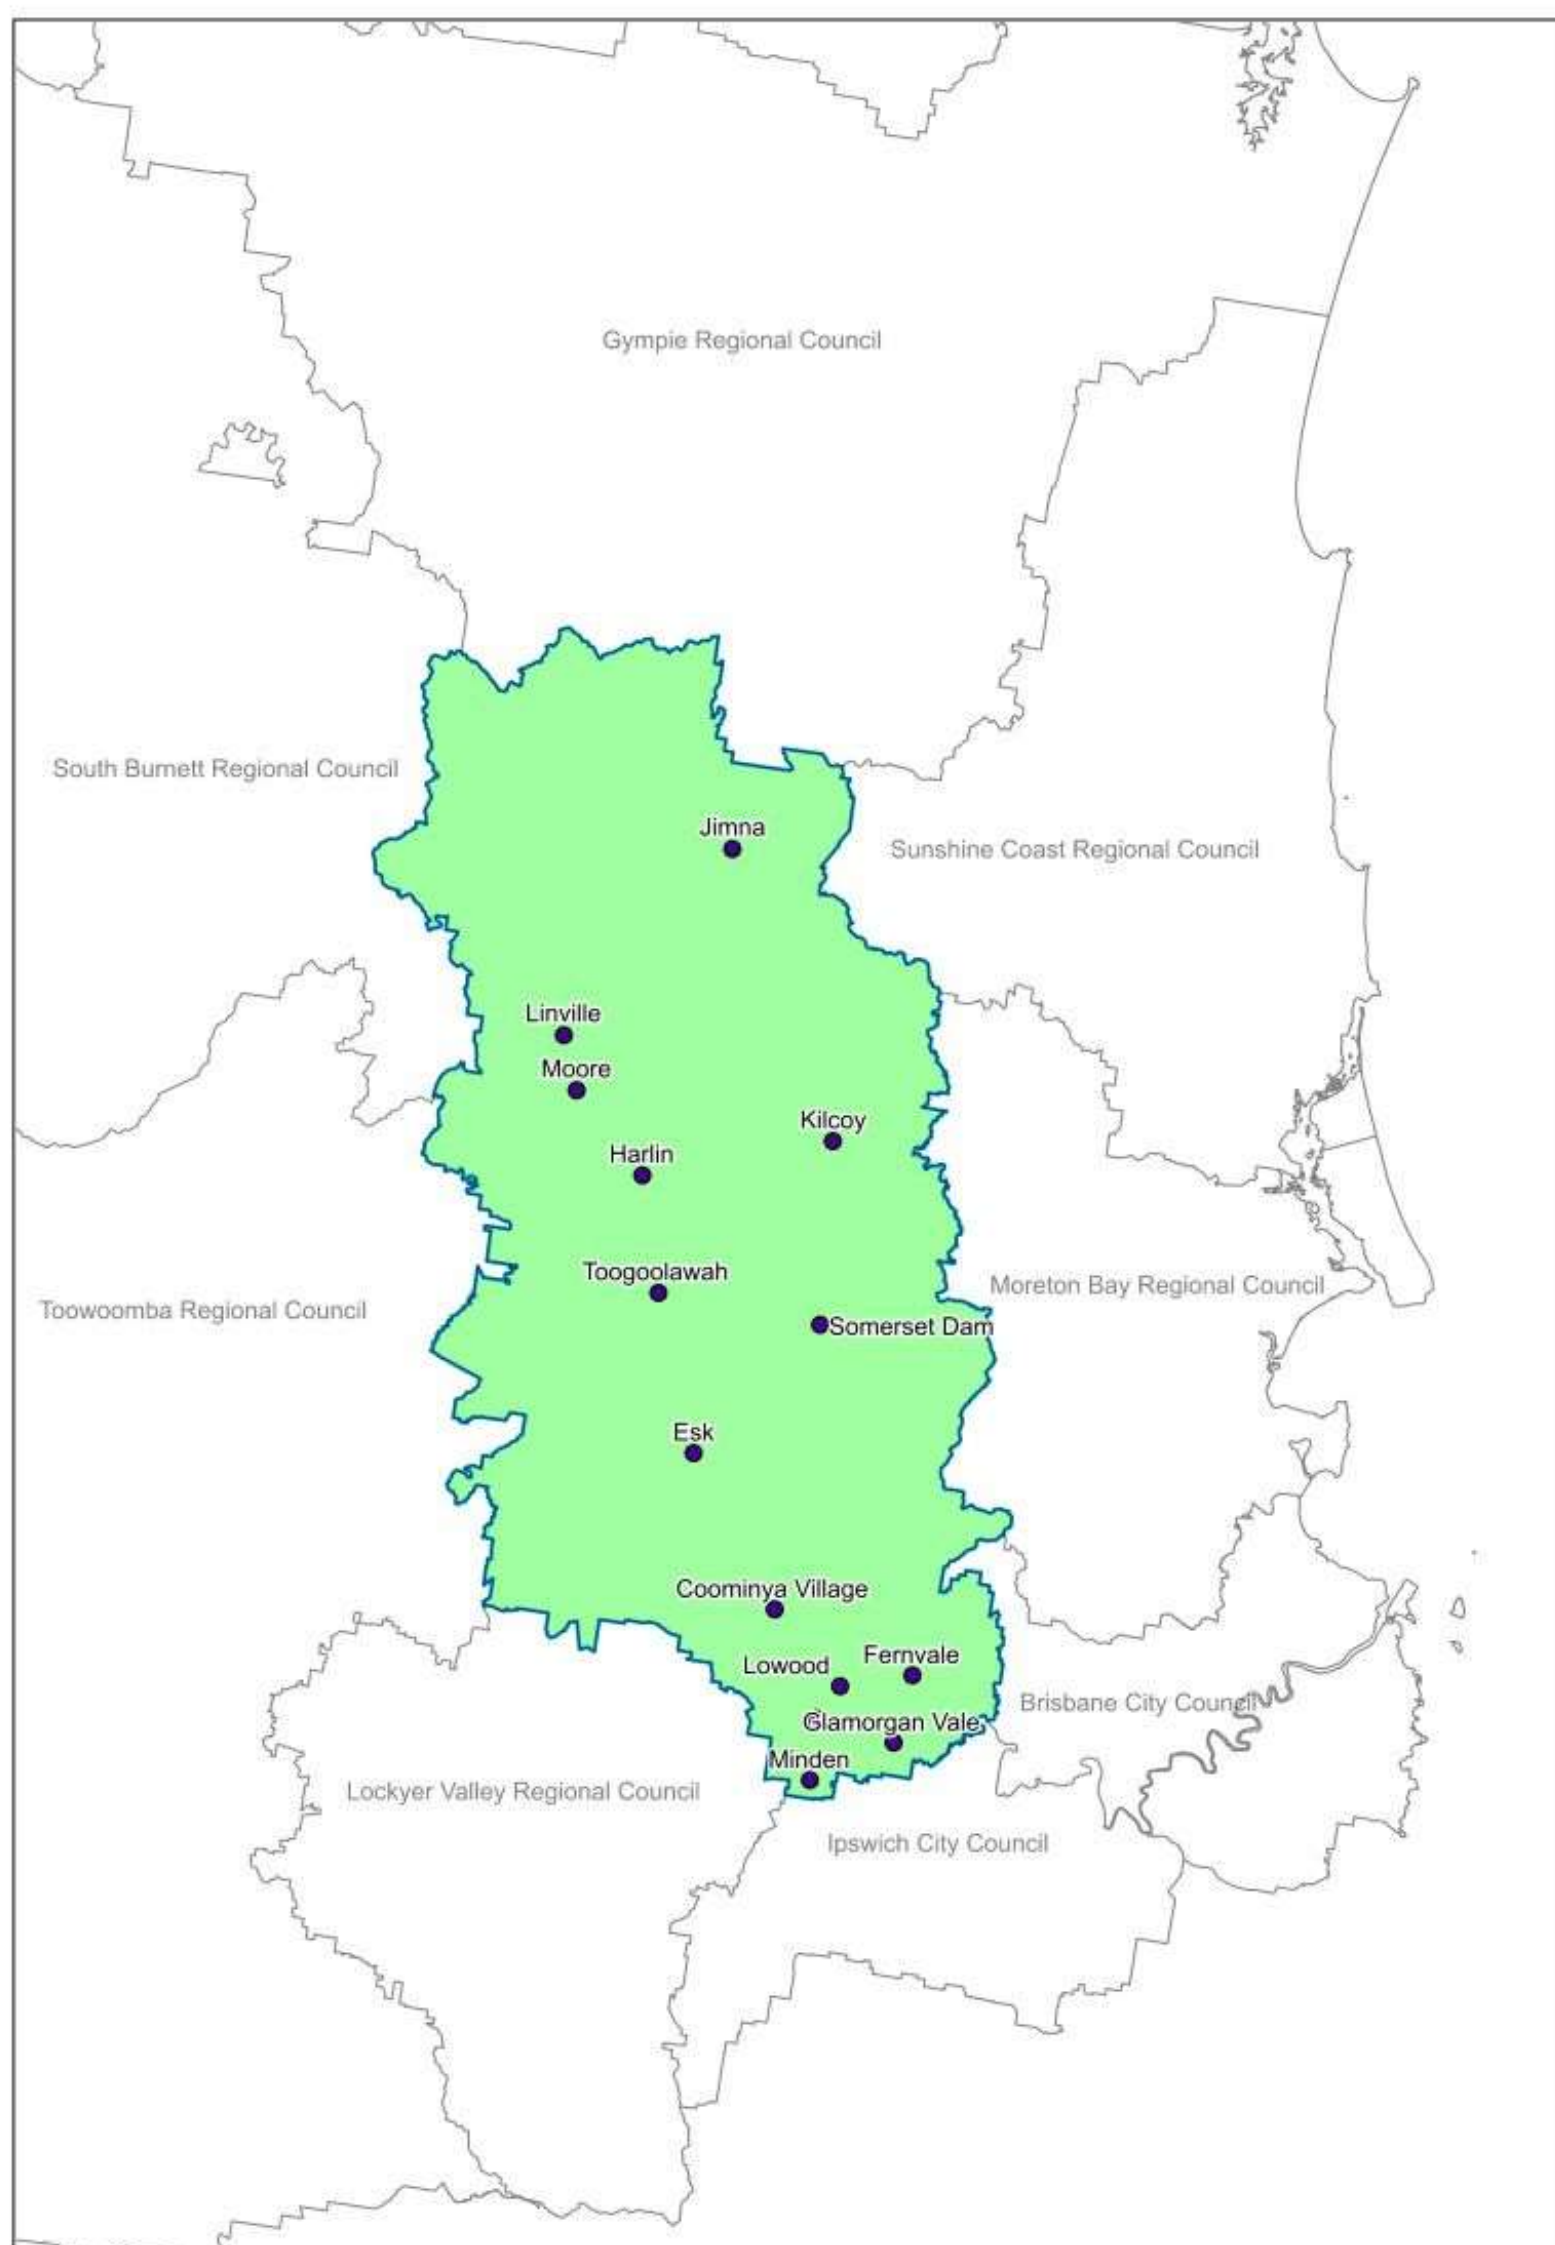 Gympie Regional Council
South Burnett Regional Council
Jimna
Sunshine Coast Regional Council
Linville
Moore
Kilcoy
Harlin
Toogoolawah
Moreton Bay Regional Council
Toowoomba Regional Council
Somerset Dam
Esk
Coominya Village
Fernvale
Lowood
Brisbane City Council
Glamorgan Vale
Minden
Lockyer Valley Regional Council
Ipswich City Council